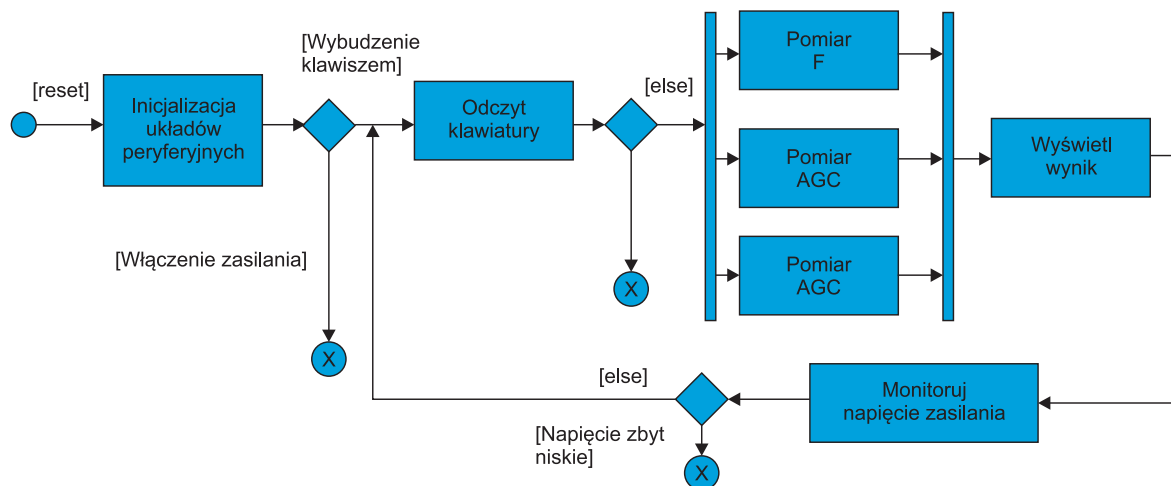 [reset]
Inicjalizacja
układów
peryferyjnych
[Wybudzenie
klawiszem]
[Włączenie zasilania]
X
Odczyt
klawiatury
[else]
X
Pomiar
F
Pomiar
AGC
Pomiar
AGC
Wyświetl
wynik
Monitoruj
napięcie zasilania
[else]
[Napięcie zbyt
niskie]
X